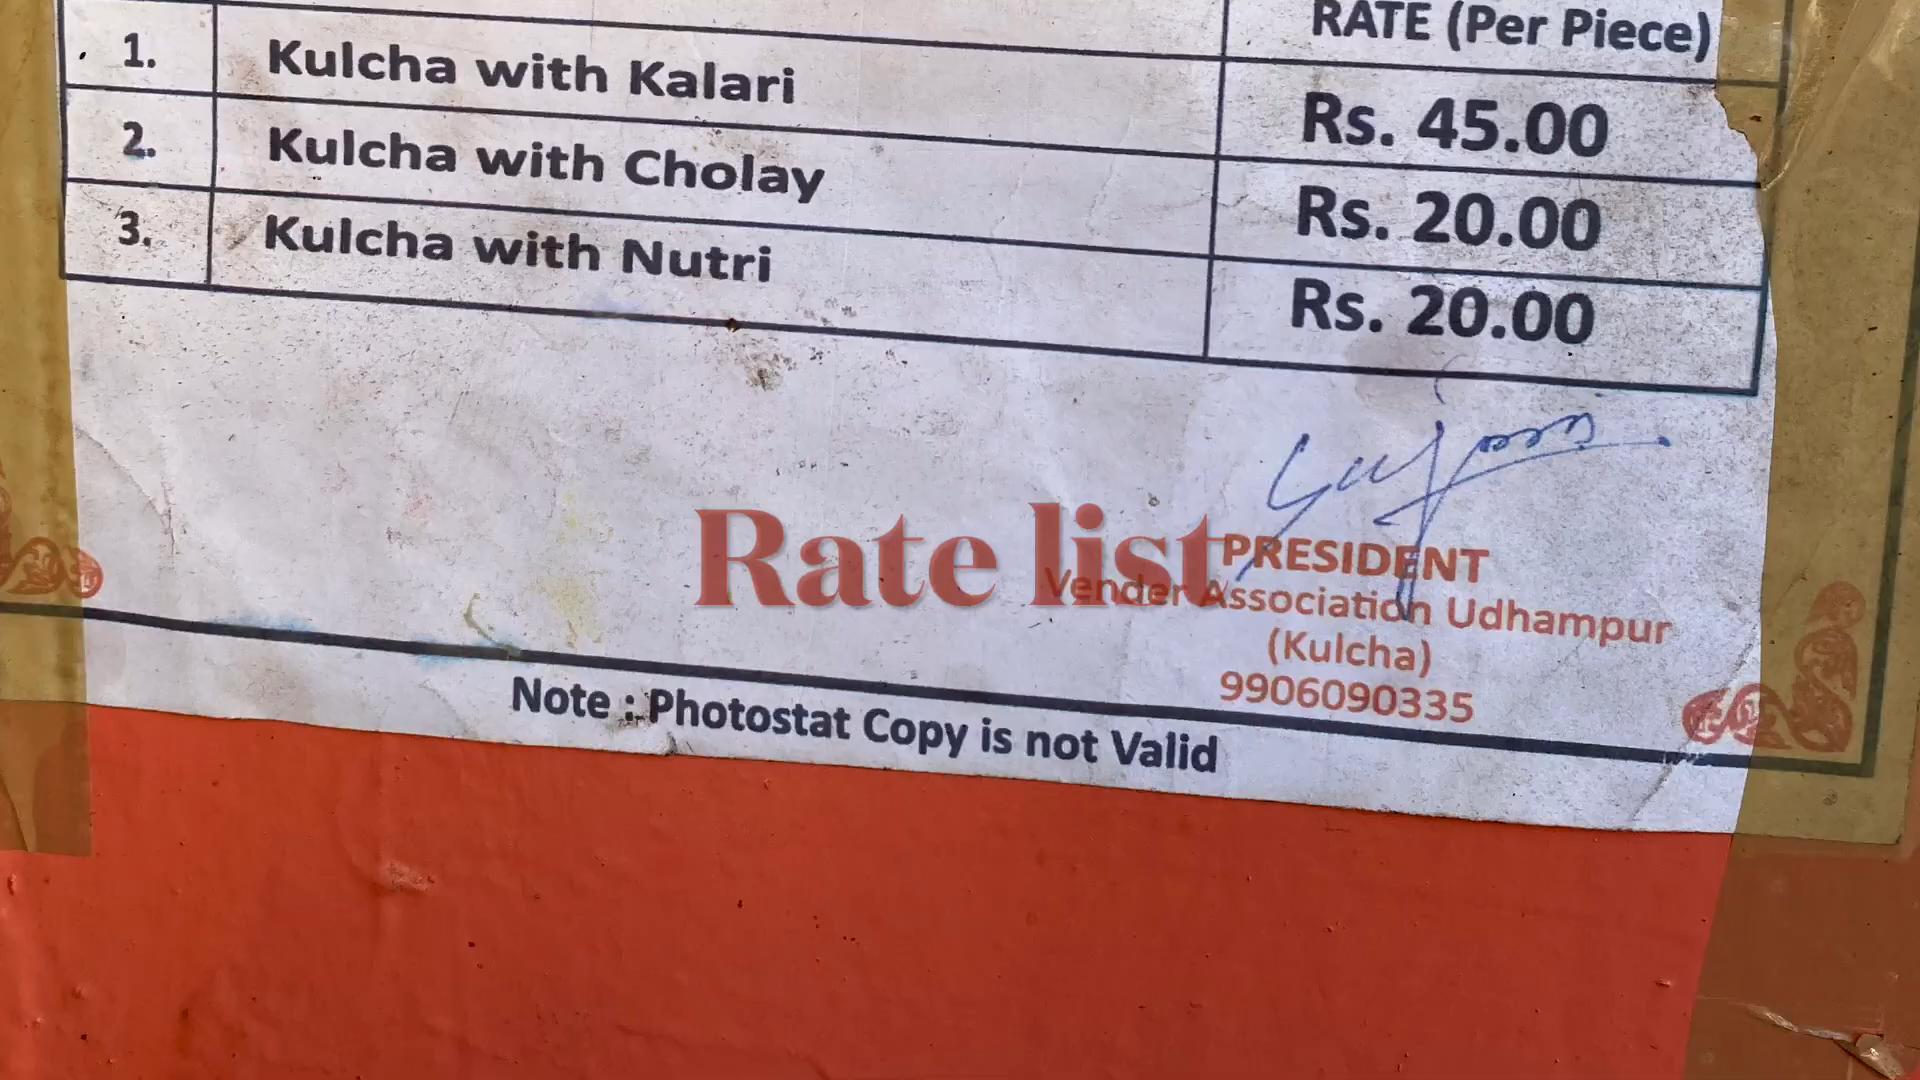 RATE (Per Piece)
1. Kulcha with Kalari Rs. 45.00
2. Kulcha with Cholay Rs. 20.00
3. Kulcha with Nutri Rs. 20.00
Rate list
PRESIDENT
Vender Association Udhampur
(Kulcha)
9906090335
Note : Photostat Copy is not Valid